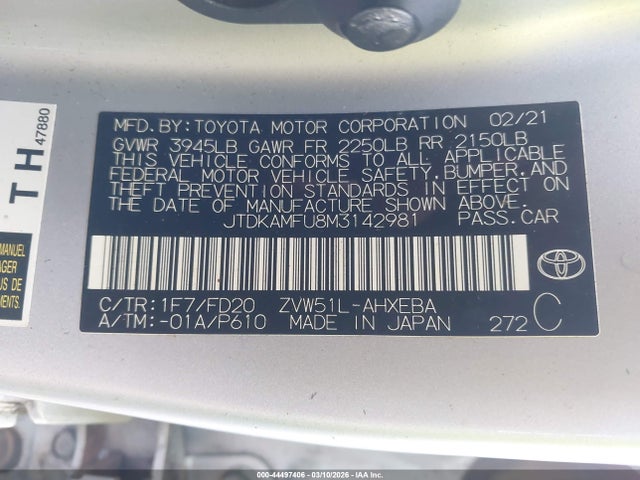 MFD.BY:TOYOTA MOTOR CORPORATION 02/21
GVWR 3945LB GAWR FR 2250LB RR 2150LB
THIS VEHICLE CONFORMS TO ALL APPLICABLE
FEDERAL MOTOR VEHICLE SAFETY,BUMPER,AND
THEFT PREVENTION STANDARDS IN EFFECT ON
THE DATE OF MANUFACTURE SHOWN ABOVE.
JTDKAMFU8M3142981 PASS.CAR
C/TR:1F7/FD20 ZVW51L-AHXEBA
A/TM:-01A/P610 MADE IN JAPAN 272 C
TH 47880
MANUEL
US DE
000-44497406 - 03/10/2026 - IAAI, Inc.